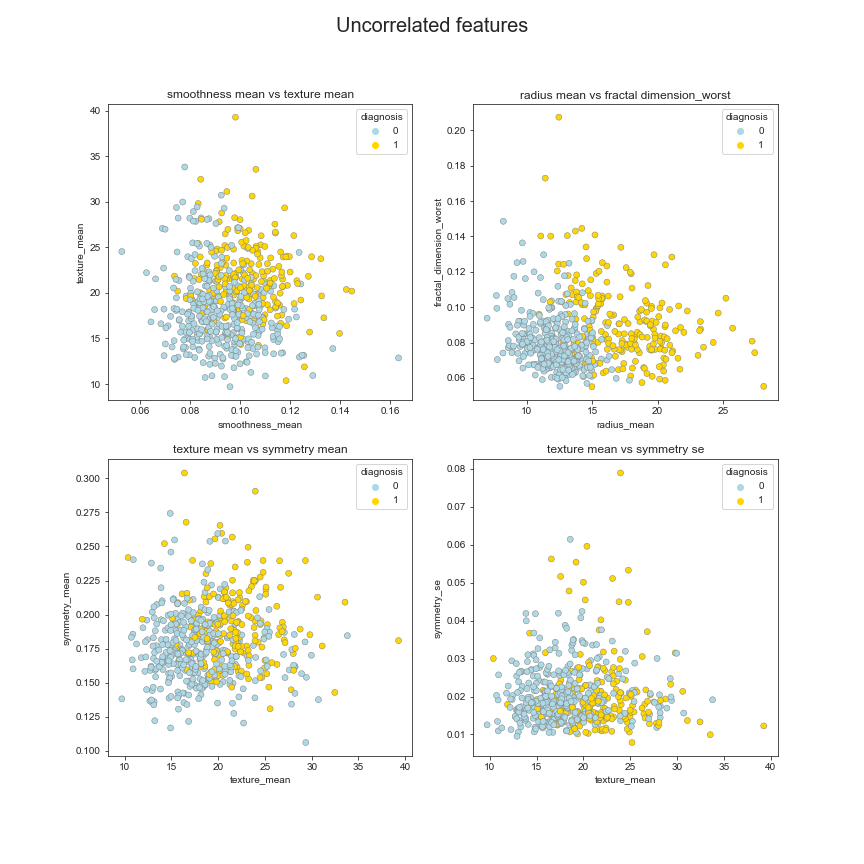 Uncorrelated features
smoothness mean vs texture mean
diagnosis
0
1
40
35
30
25
20
15
10
texture_mean
0.06 0.08 0.10 0.12 0.14 0.16
smoothness_mean
radius mean vs fractal dimension_worst
diagnosis
0
1
0.20
0.18
0.16
0.14
0.12
0.10
0.08
0.06
fractal_dimension_worst
10 15 20 25
radius_mean
texture mean vs symmetry mean
diagnosis
0
1
0.300
0.275
0.250
0.225
0.200
0.175
0.150
0.125
0.100
symmetry_mean
10 15 20 25 30 35 40
texture_mean
texture mean vs symmetry se
diagnosis
0
1
0.08
0.07
0.06
0.05
0.04
0.03
0.02
0.01
symmetry_se
10 15 20 25 30 35 40
texture_mean